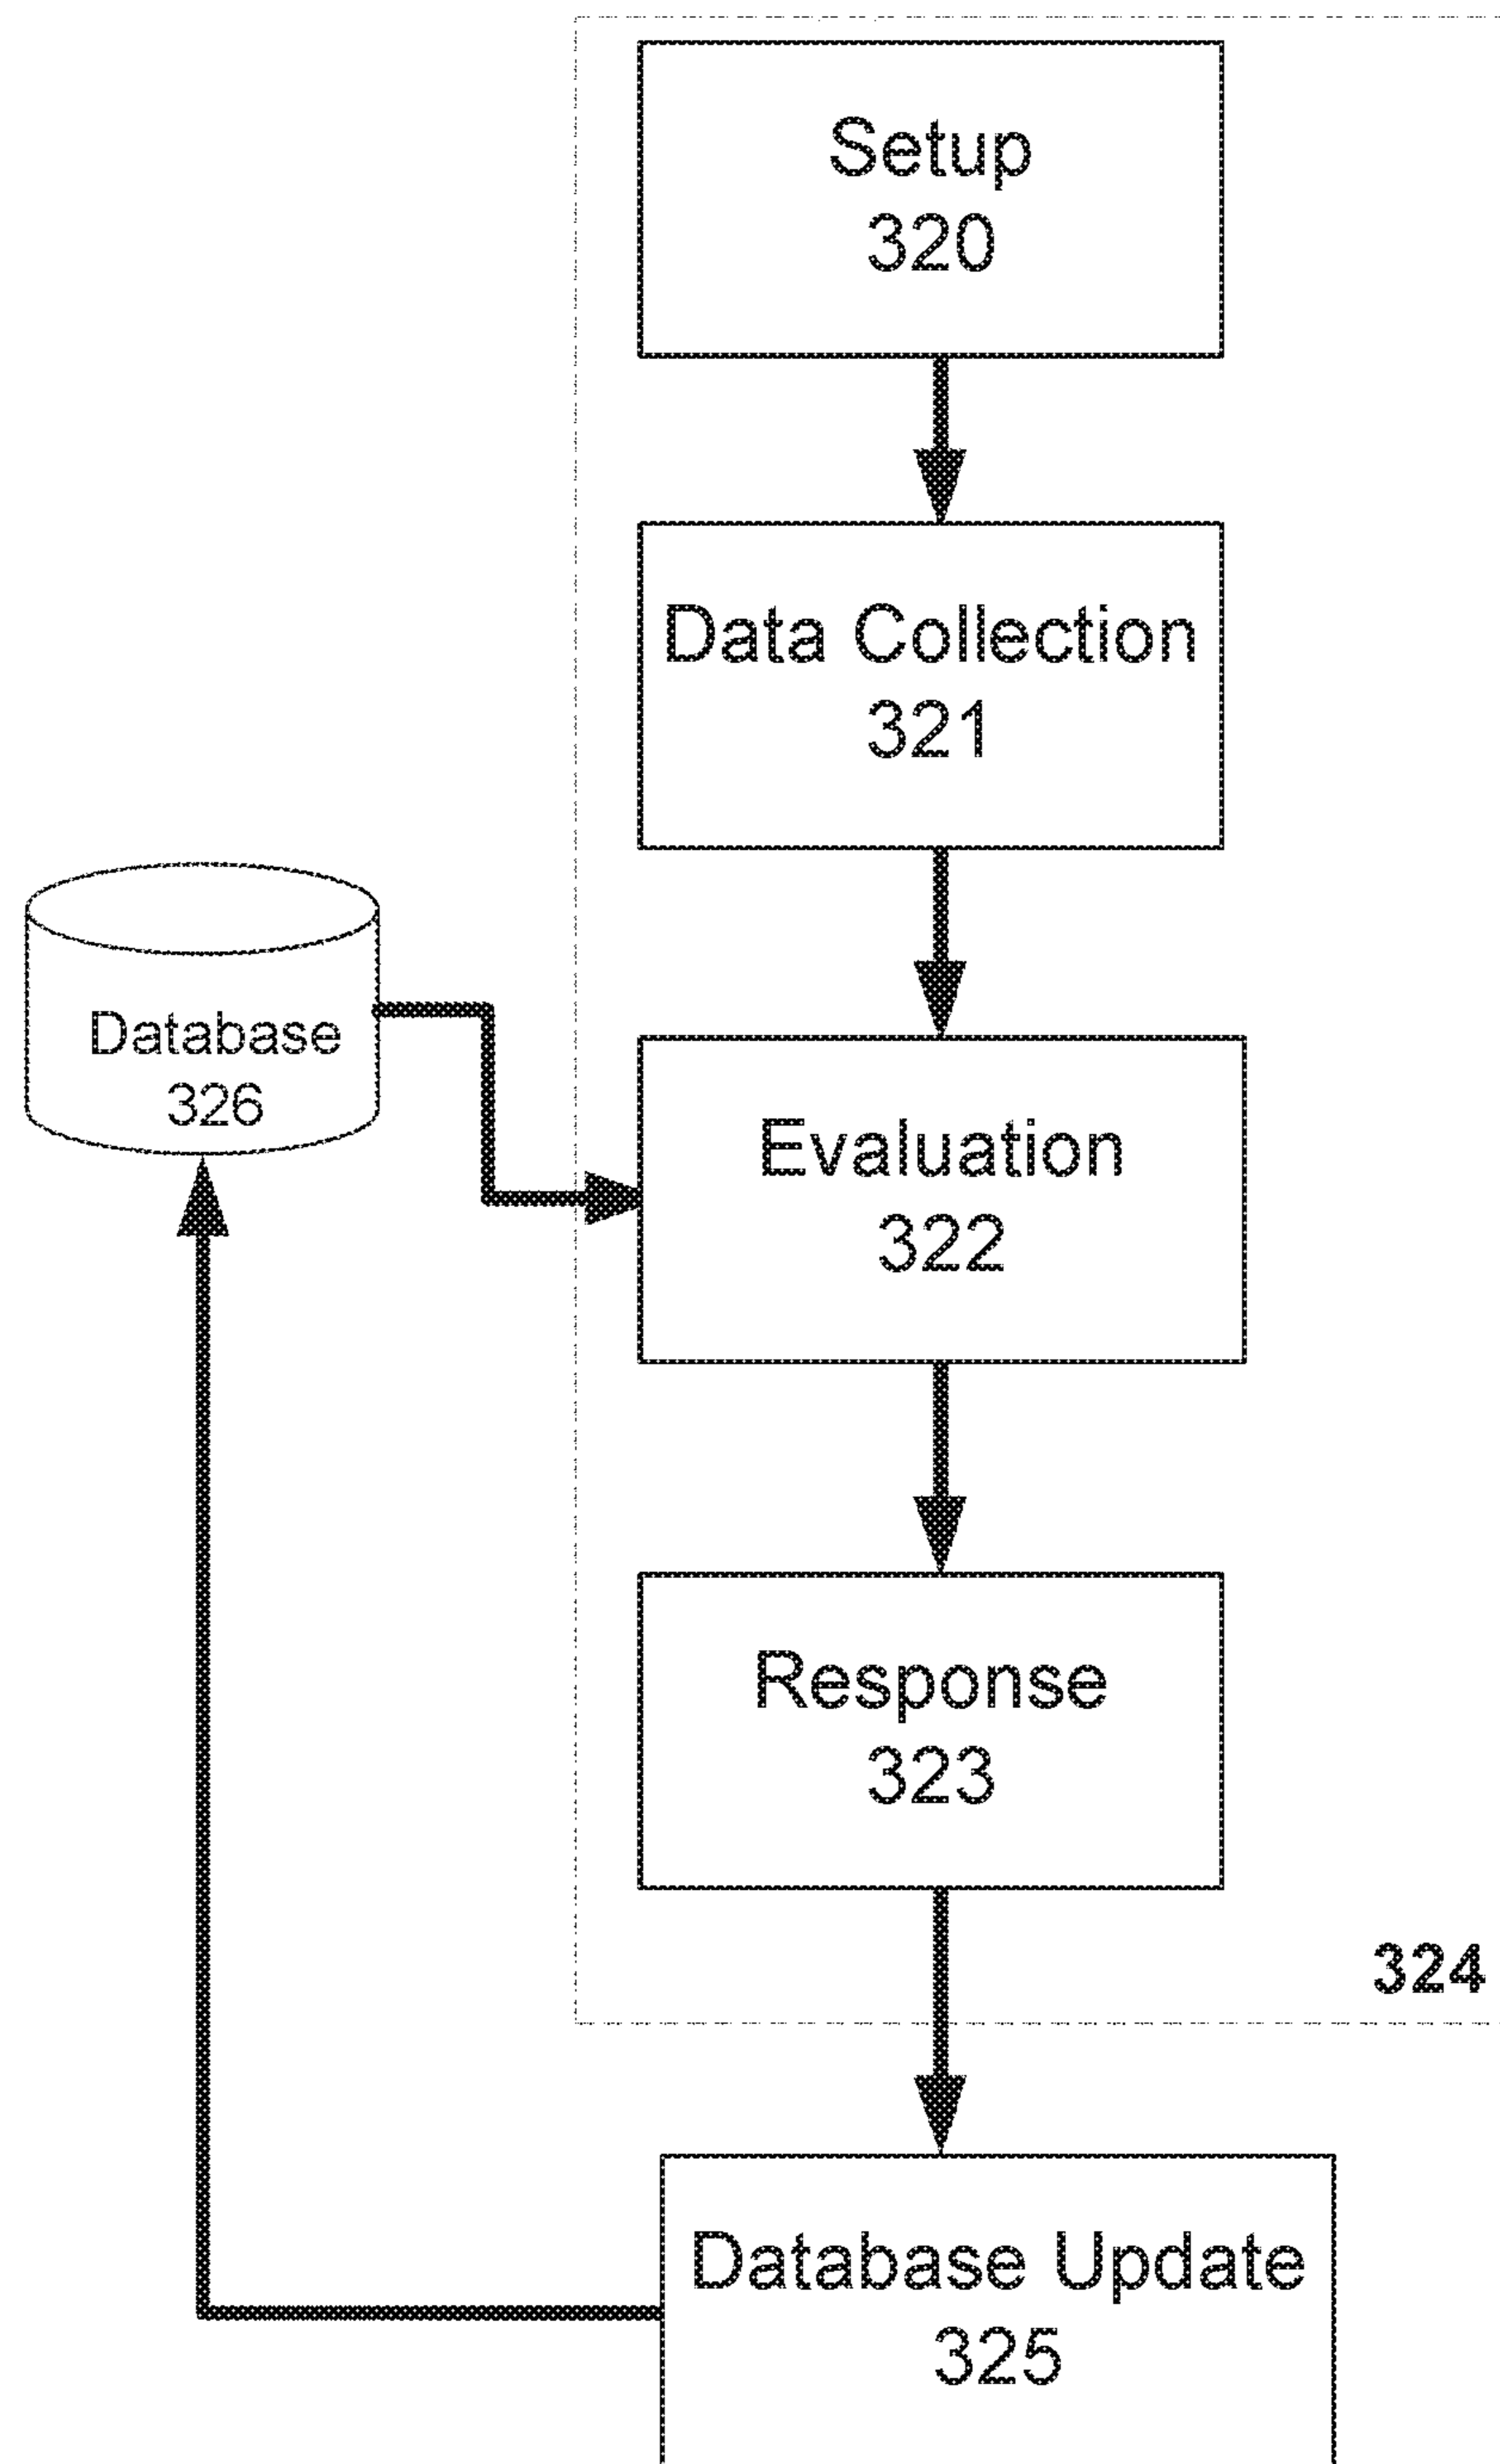 Setup
320
Data Collection
321
Database
326
Evaluation
322
Response
323
324
Database Update
325